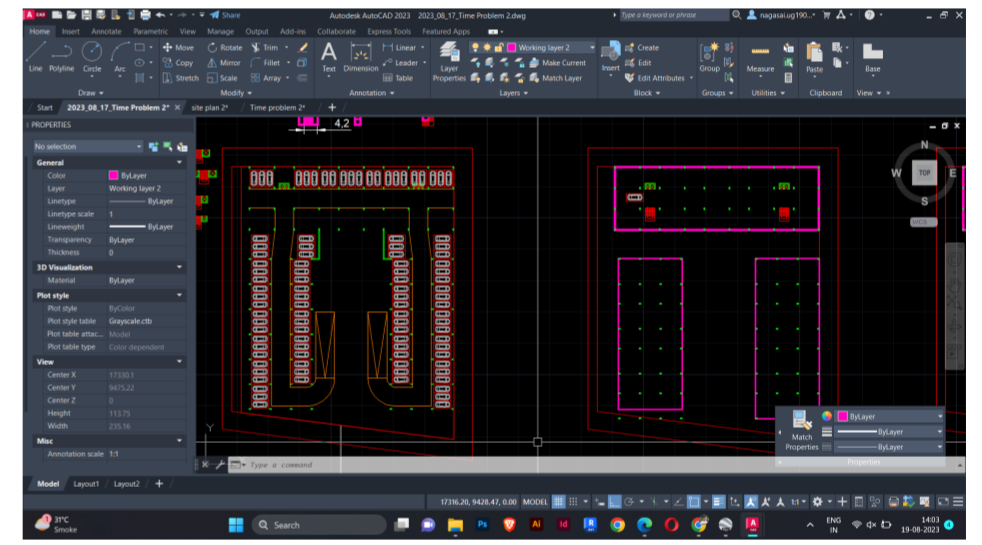 A CAD Share Autodesk AutoCAD 2023 2023_08_17_Time Problem 2.dwg Type a keyword or phrase nagasai.ug190...
Home Insert Annotate Parametric View Manage Output Add-ins Collaborate Express Tools Featured Apps
Line Polyline Circle Arc
Move Rotate Trim
Copy Mirror Fillet
Stretch Scale Array
Text Dimension
Linear
Leader
Table
Layer Properties
Working layer 2
Make Current
Match Layer
Insert
Create
Edit
Edit Attributes
Group Measure Paste Base
Draw Modify Annotation Layers Block Groups Utilities Clipboard View
Start 2023_08_17_Time Problem 2* site plan 2* Time problem 2*
PROPERTIES
No selection
General
Color ByLayer
Layer Working layer 2
Linetype ByLayer
Linetype scale 1
Lineweight ByLayer
Transparency ByLayer
Thickness 0
3D Visualization
Material ByLayer
Plot style
Plot style ByColor
Plot style table Grayscale.ctb
Plot table attac... Model
Plot table type Color dependent
View
Center X 17330.1
Center Y 9475.22
Center Z 0
Height 113.75
Width 235.16
Misc
Annotation scale 1:1
4,2
N
W TOP E
S
WCS
Y
Match Properties
ByLayer
ByLayer
ByLayer
Properties
Type a command
Model Layout1 Layout2
17316.20, 9428.47, 0.00 MODEL 1:1
31°C
Smoke
Search
Ps Ai Id R
ENG
IN
14:03
19-08-2023